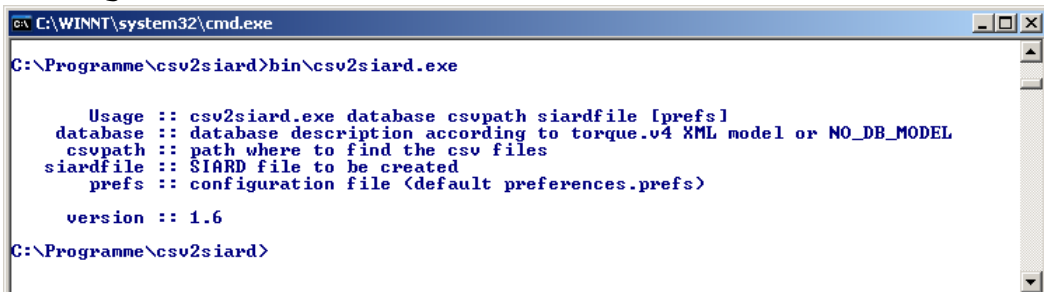 C:\WINNT\system32\cmd.exe
C:\Programme\csv2siard>bin\csv2siard.exe
Usage :: csv2siard.exe database csvpath siardfile [prefs]
database :: database description according to torque.v4 XML model or NO_DB_MODEL
csvpath :: path where to find the csv files
siardfile :: SIARD file to be created
prefs :: configuration file (default preferences.prefs)
version :: 1.6
C:\Programme\csv2siard>